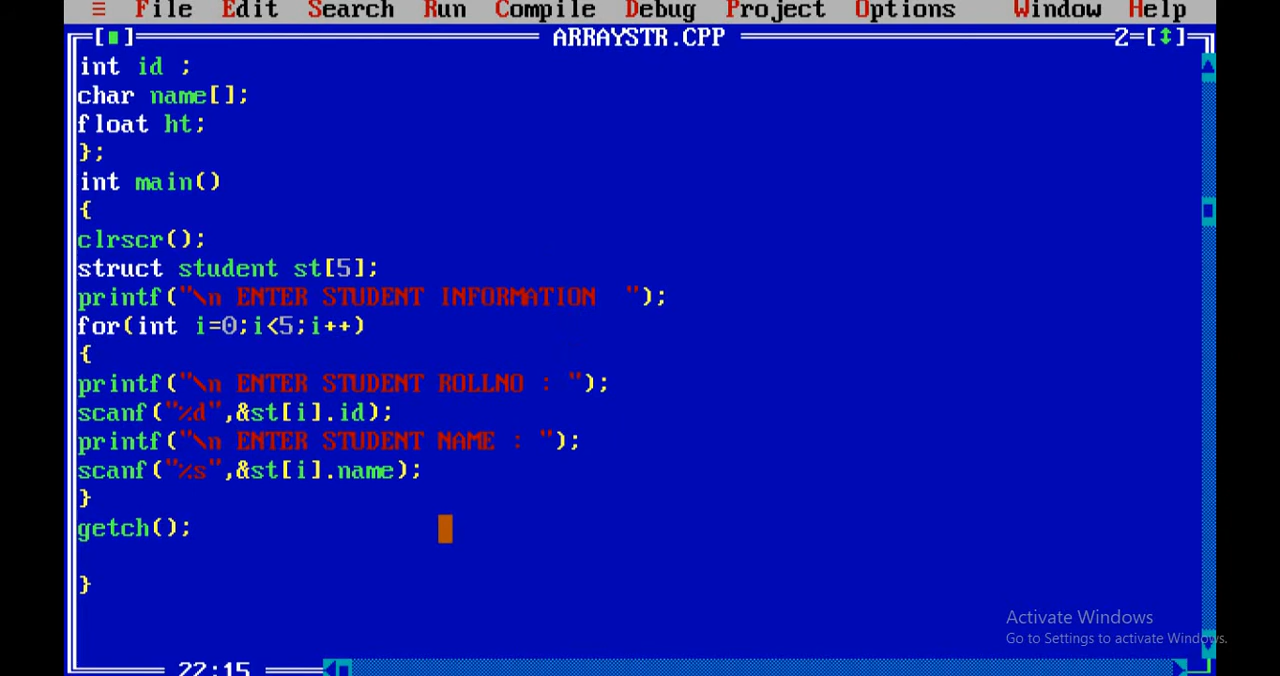 ≡ File Edit Search Run Compile Debug Project Options Window Help
[■] ARRAYSTR.CPP 2=[↕]
int id ;
char name[];
float ht;
};
int main()
{
clrscr();
struct student st[5];
printf("\n ENTER STUDENT INFORMATION  ");
for(int i=0;i<5;i++)
{
printf("\n ENTER STUDENT ROLLNO : ");
scanf("%d",&st[i].id);
printf("\n ENTER STUDENT NAME : ");
scanf("%s",&st[i].name);
}
getch();
}
Activate Windows
Go to Settings to activate Windows.
22:15